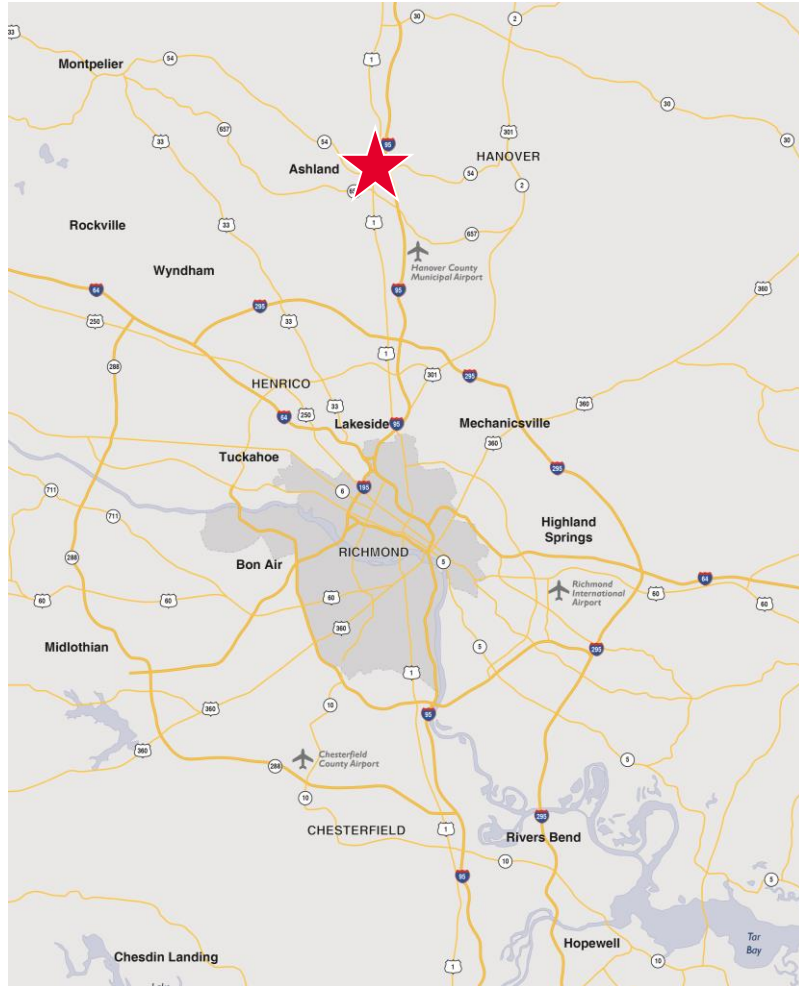 33
30
2
1
Montpelier
54
30
657
33
54
95
301
30
HANOVER
Ashland
54
2
33
1
657
Rockville
Hanover County
Municipal Airport
Wyndham
64
95
360
295
250
33
1
288
301
295
HENRICO
33
360
64
250
Lakeside
95
Mechanicsville
360
Tuckahoe
295
711
6
195
711
Highland
Springs
288
RICHMOND
5
Bon Air
64
Richmond
International
Airport
60
60
60
60
60
360
Midlothian
5
295
1
10
360
95
360
Chesterfield
County Airport
288
5
10
295
CHESTERFIELD
1
Rivers Bend
10
95
5
Hopewell
Tar
Bay
Chesdin Landing
1
10
Lake